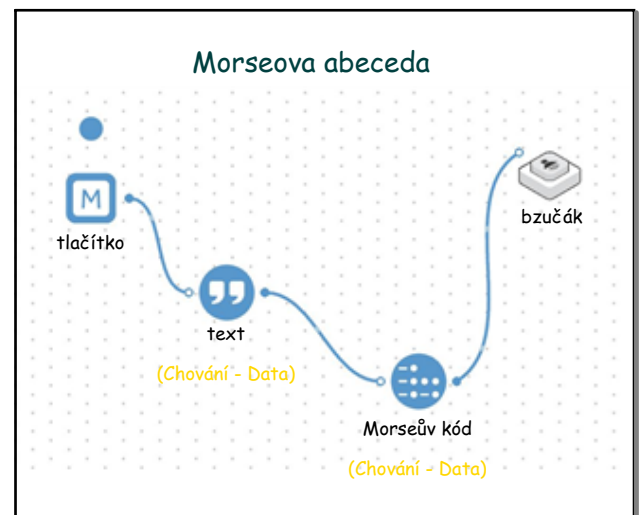 Morseova abeceda
M
tlačítko
bzučák
text
(Chování - Data)
Morseův kód
(Chování - Data)